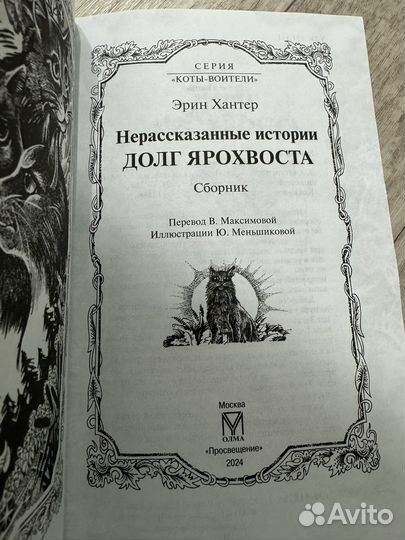 СЕРИЯ
«КОТЫ-ВОИТЕЛИ»
Эрин Хантер
Нерассказанные истории
ДОЛГ ЯРОХВОСТА
Сборник
Перевод В. Максимовой
Иллюстрации Ю. Меньшиковой
Москва
ОЛМА
«Просвещение»
2024
Avito